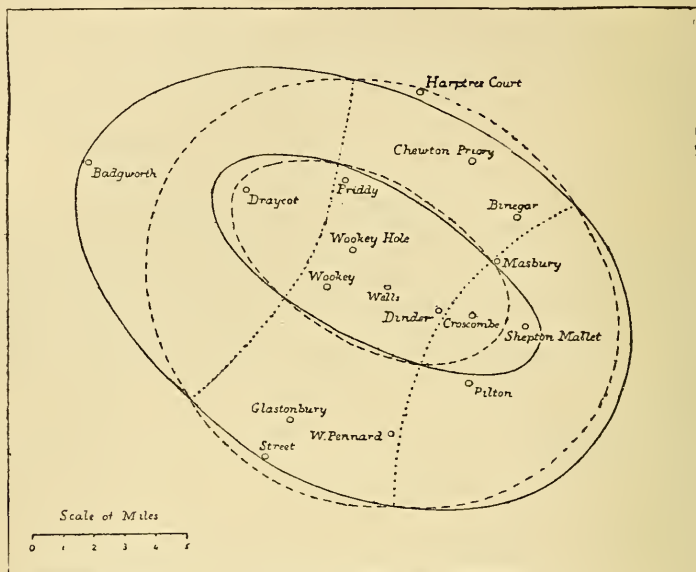 Harptree Court
Chewton Priory
Badgworth
Priddy
Draycot
Binegar
Wookey Hole
Masbury
Wookey
Wells
Dinder
Croscombe
Shepton Mallet
Pilton
Glastonbury
W. Pennard
Street
Scale of Miles
0 1 2 3 4 5